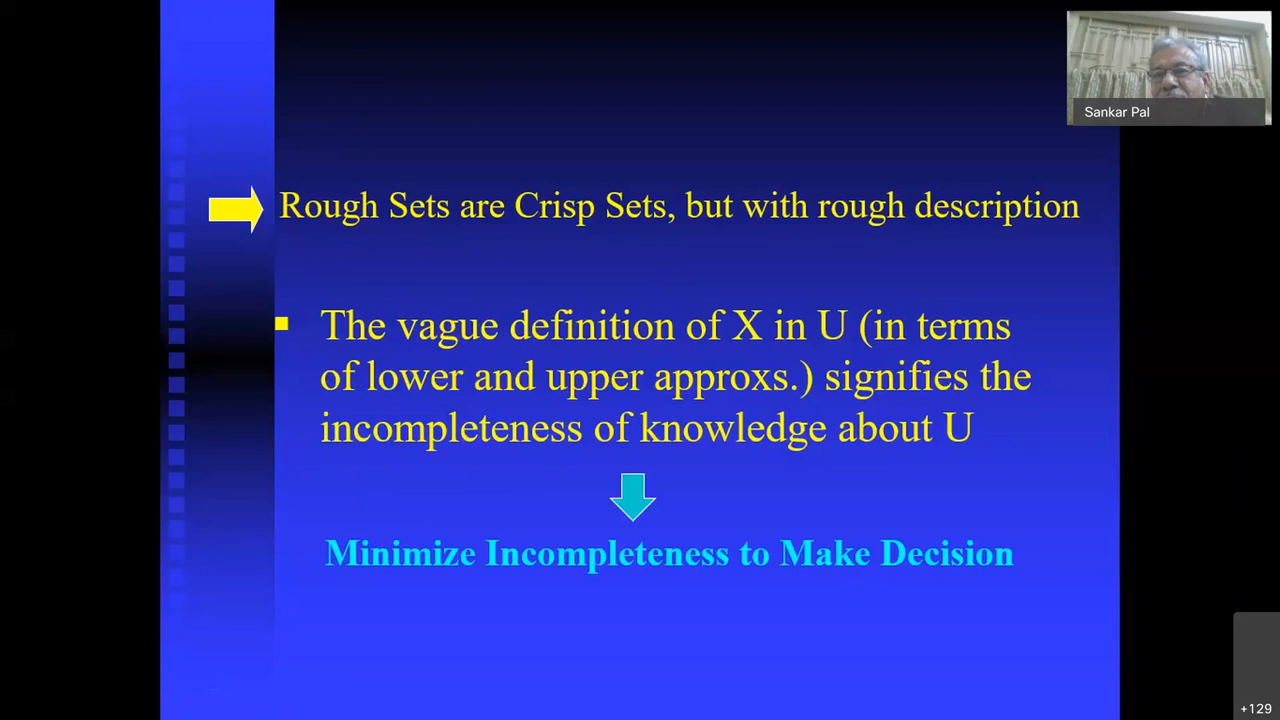 Sankar Pal
Rough Sets are Crisp Sets, but with rough description
The vague definition of X in U (in terms
of lower and upper approxs.) signifies the
incompleteness of knowledge about U
Minimize Incompleteness to Make Decision
+129